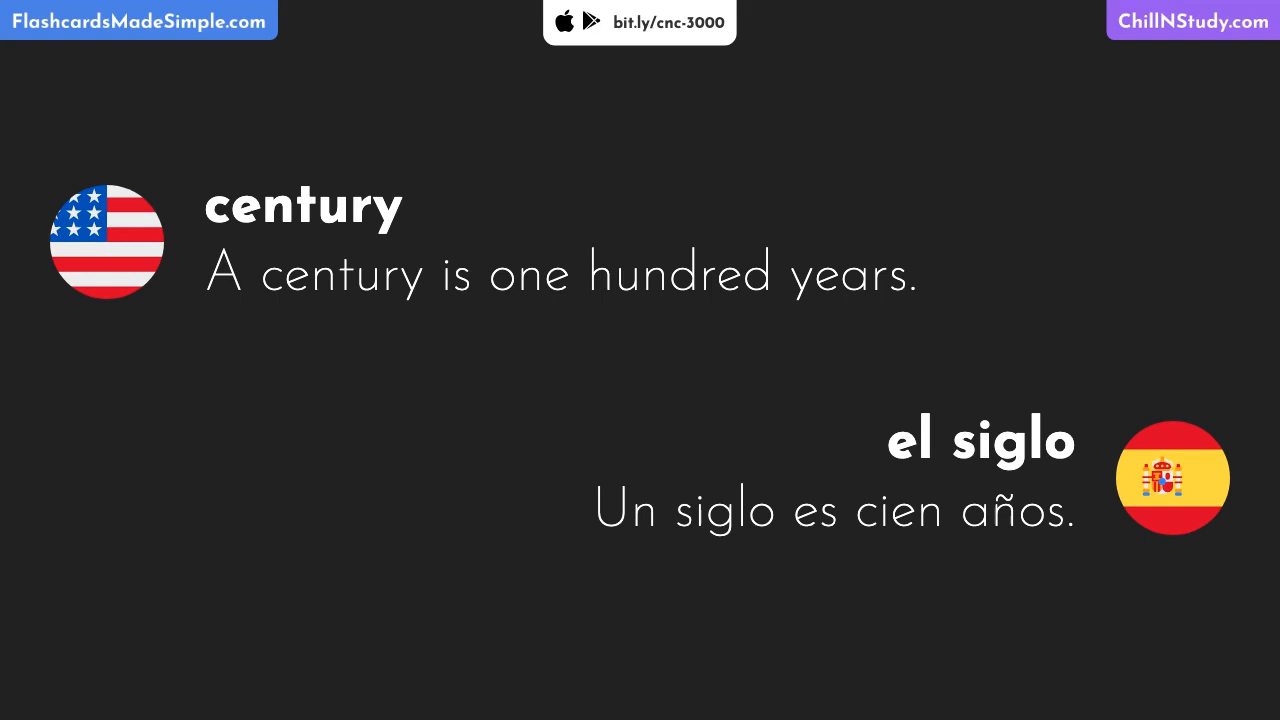 FlashcardsMadeSimple.com
bit.ly/cnc-3000
ChillNStudy.com
century
A century is one hundred years.
el siglo
Un siglo es cien años.